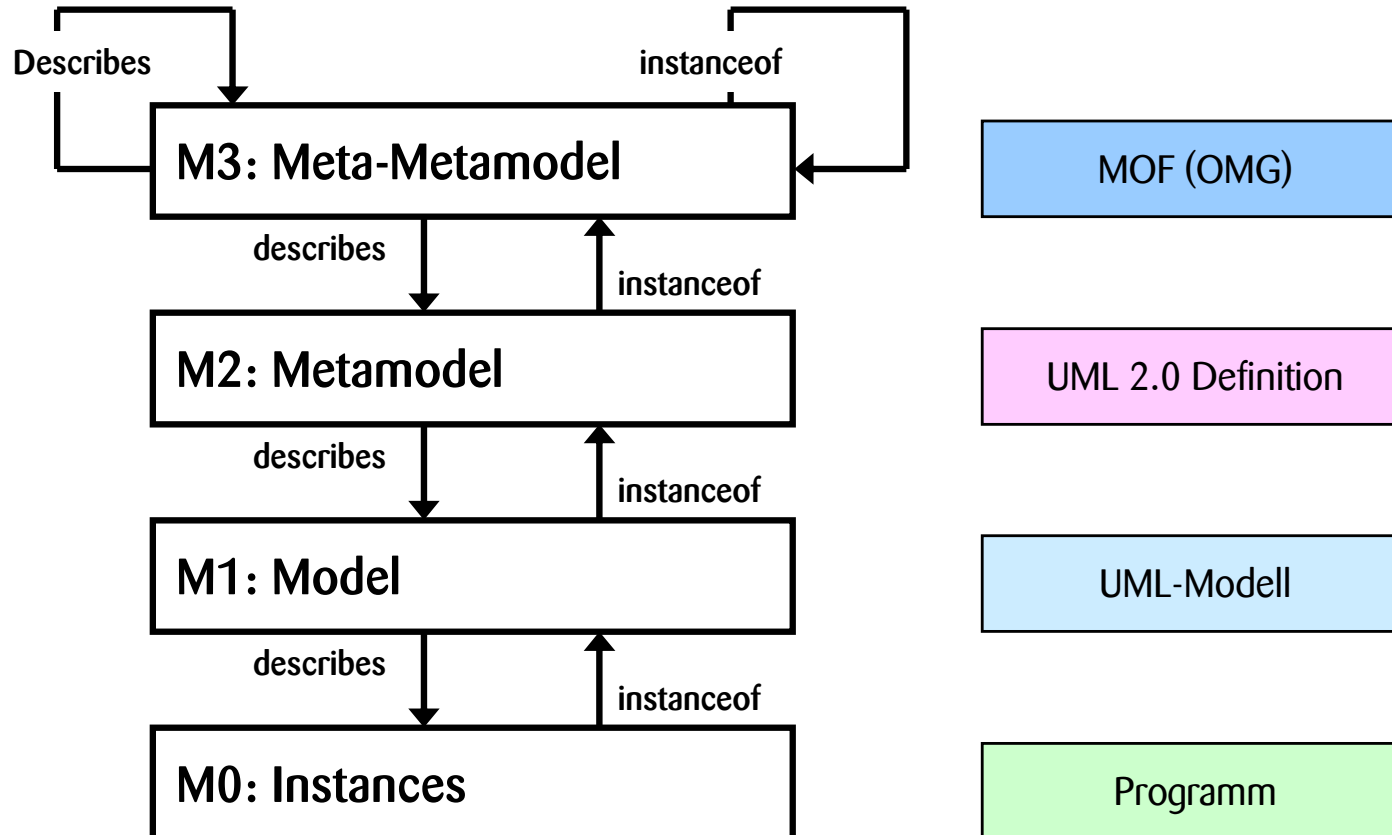 Describes
instanceof
M3: Meta-Metamodel
MOF (OMG)
describes
instanceof
M2: Metamodel
UML 2.0 Definition
describes
instanceof
M1: Model
UML-Modell
describes
instanceof
M0: Instances
Programm